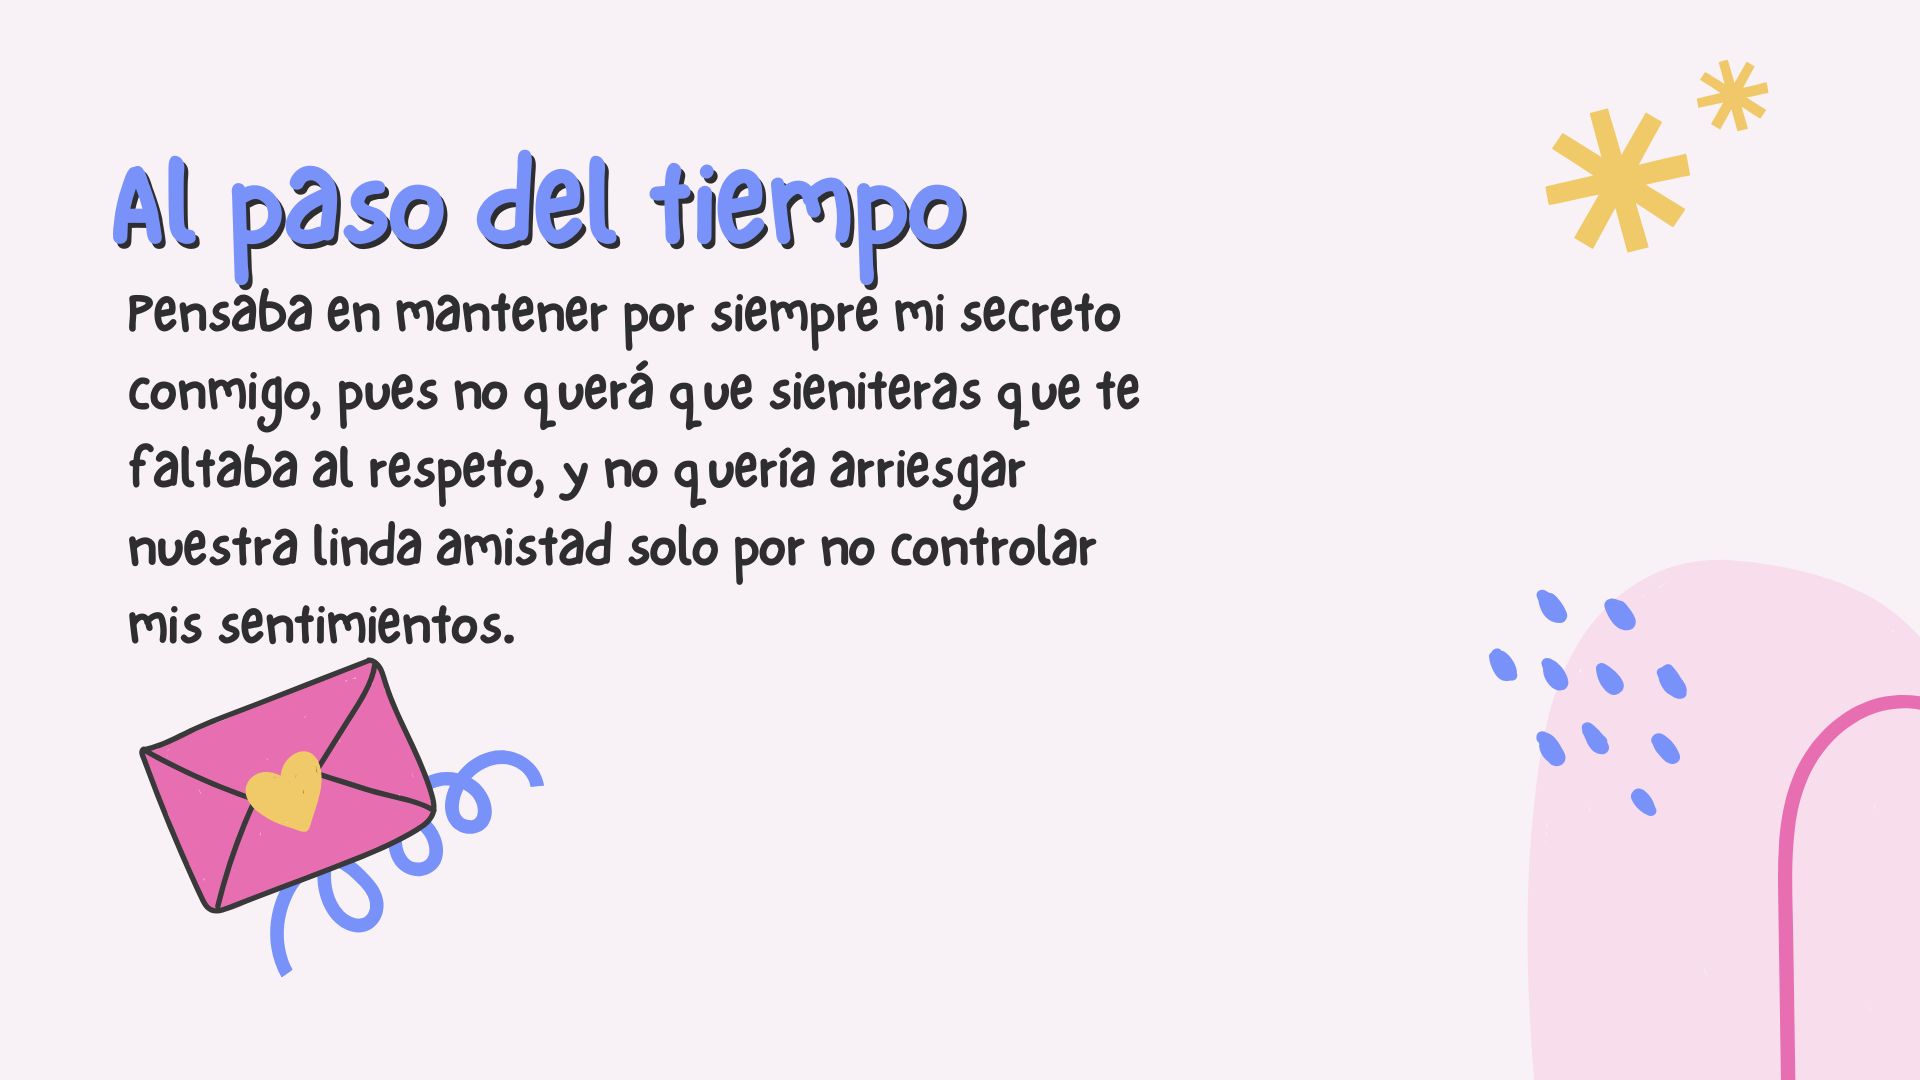 Al paso del tiempo
Pensaba en mantener por siempre mi secreto
conmigo, pues no querá que sieniteras que te
faltaba al respeto, y no quería arriesgar
nuestra linda amistad solo por no controlar
mis sentimientos.